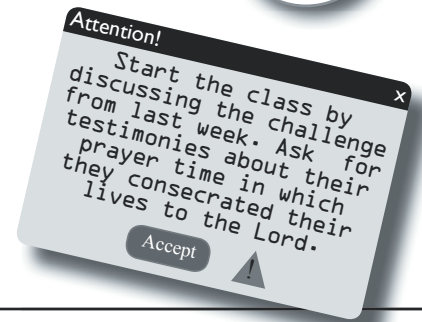 Attention!
x
Start the class by
discussing the challenge
from last week. Ask for
testimonies about their
prayer time in which
they consecrated their
lives to the Lord.
Accept
!